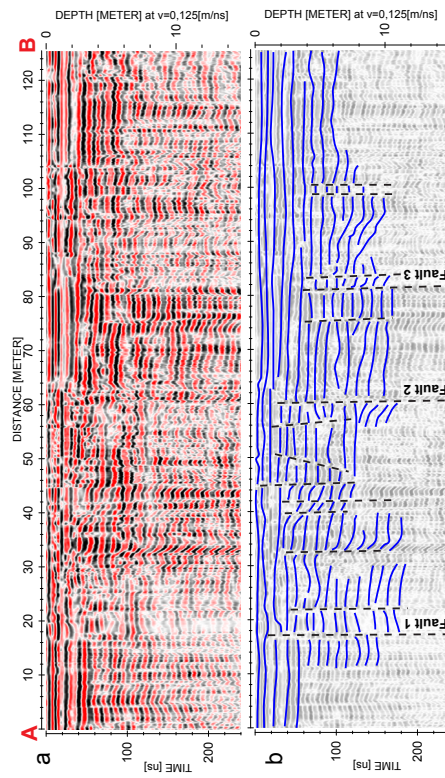 DISTANCE [METER]
A 10 20 30 40 50 60 70 80 90 100 110 120 B
a
TIME [ns]
100
200
DEPTH [METER] at v=0,125[m/ns]
0
10
b
TIME [ns]
100
200
DEPTH [METER] at v=0,125[m/ns]
0
10
Fault 1
Fault 2
Fault 3